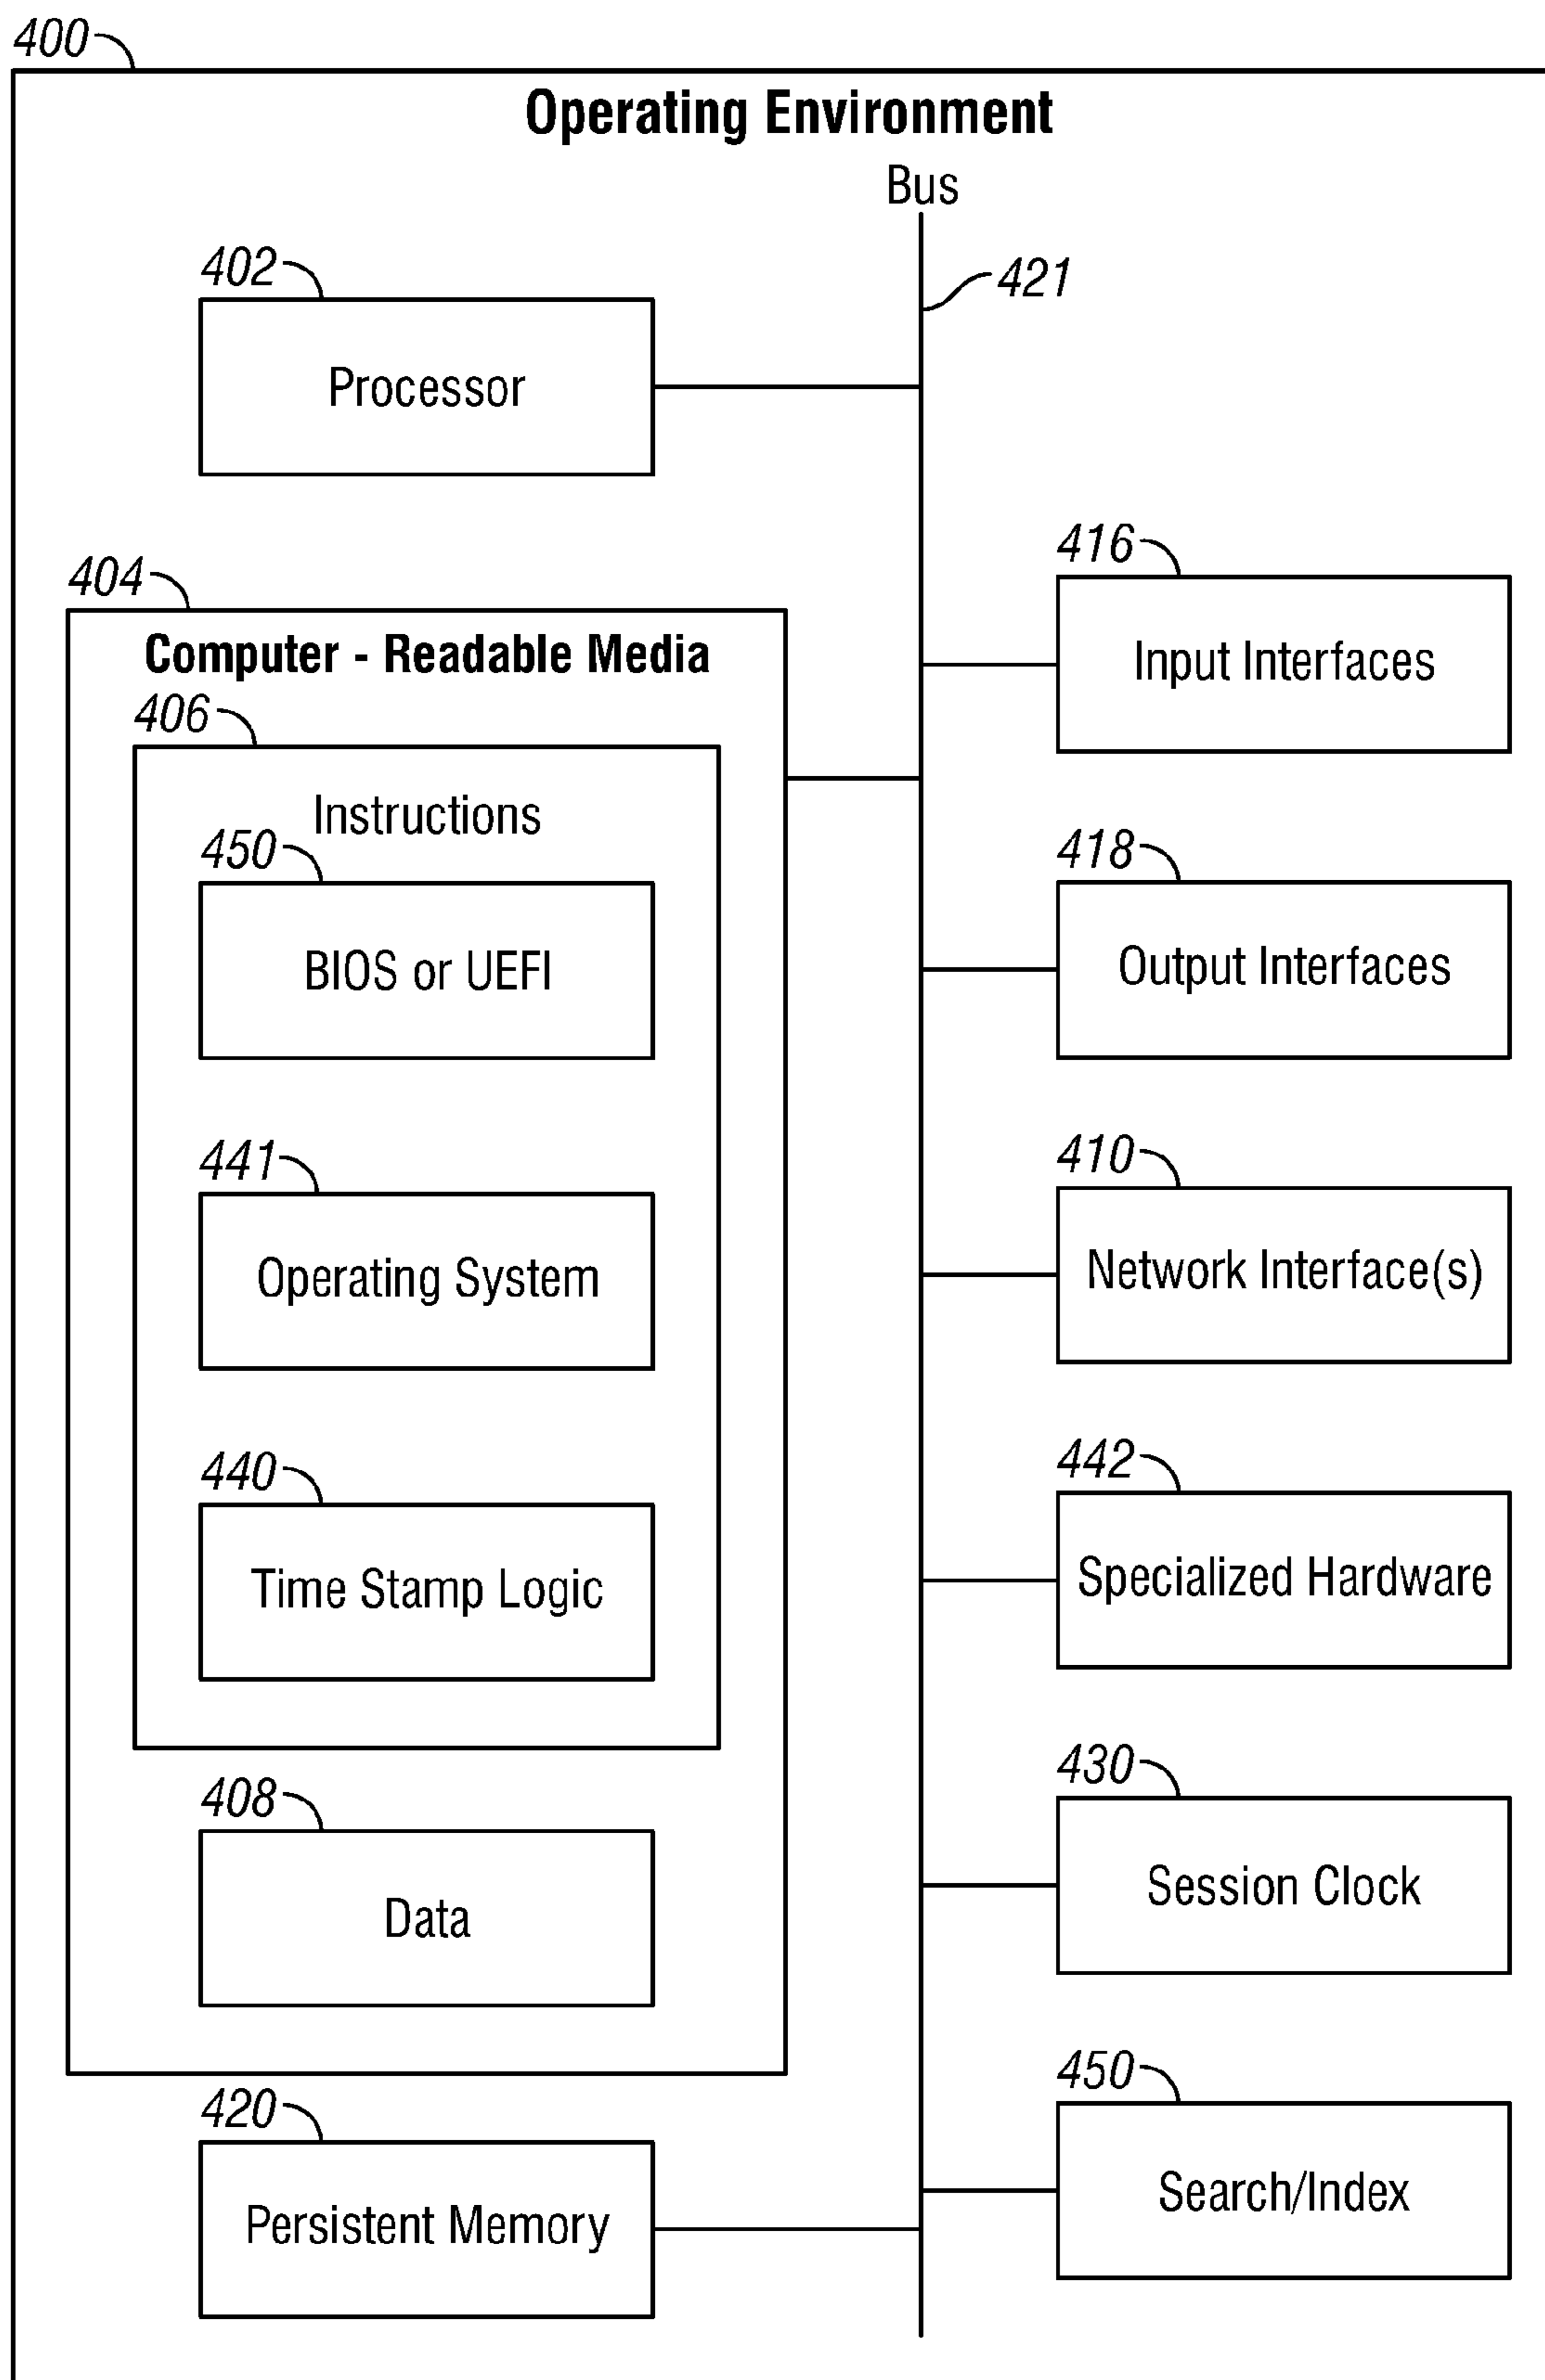 400
Operating Environment
Bus
402
421
Processor
416
404
Computer - Readable Media
Input Interfaces
406
Instructions
450
418
BIOS or UEFI
Output Interfaces
441
410
Operating System
Network Interface(s)
440
442
Time Stamp Logic
Specialized Hardware
408
430
Data
Session Clock
420
450
Persistent Memory
Search/Index